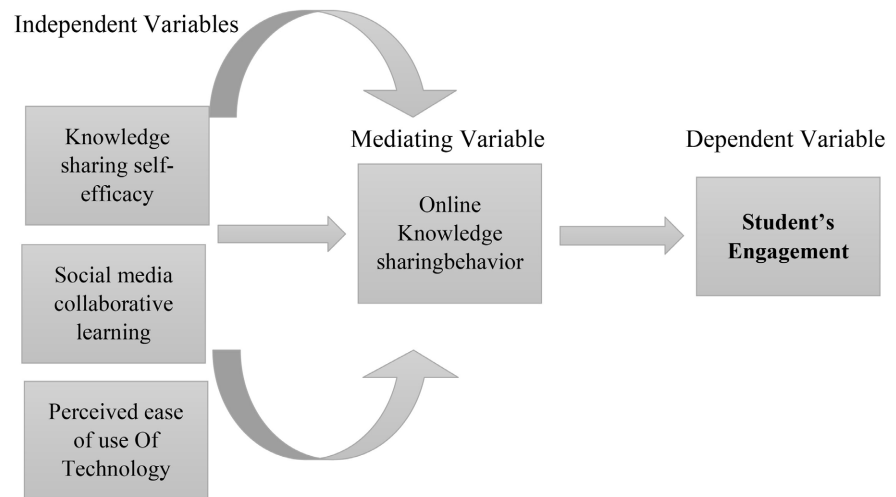 Independent Variables
Knowledge
sharing self-
efficacy
Social media
collaborative
learning
Perceived ease
of use Of
Technology
Mediating Variable
Online
Knowledge
sharingbehavior
Dependent Variable
Student’s
Engagement